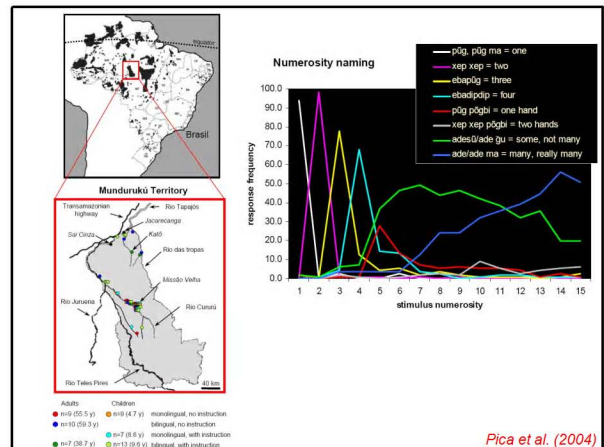 equator
Brasil
Mundurukú Territory
Transamazonian
highway
Rio Tapajós
Jacarecanga
Sai Cinza
Katõ
Rio das tropas
Missão Velha
Rio Juruena
Rio Cururú
Rio Teles Pires
40 km
Adults
Children
n=9 (55.5 y)
n=8 (4.7 y)
monolingual, no instruction
n=10 (59.3 y)
bilingual, no instruction
n=7 (8.6 y)
monolingual, with instruction
n=7 (38.7 y)
n=13 (9.6 y)
bilingual, with instruction
Numerosity naming
pũg, pũg ma = one
xep xep = two
ebapũg = three
ebadipdip = four
pũg põgbi = one hand
xep xep põgbi = two hands
adesũ/ade ğu = some, not many
ade/ade ma = many, really many
response frequency
100.0
90.0
80.0
70.0
60.0
50.0
40.0
30.0
20.0
10.0
0.0
1 2 3 4 5 6 7 8 9 10 11 12 13 14 15
stimulus numerosity
Pica et al. (2004)